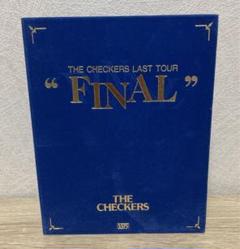 THE CHECKERS LAST TOUR
“FINAL”
THE
CHECKERS